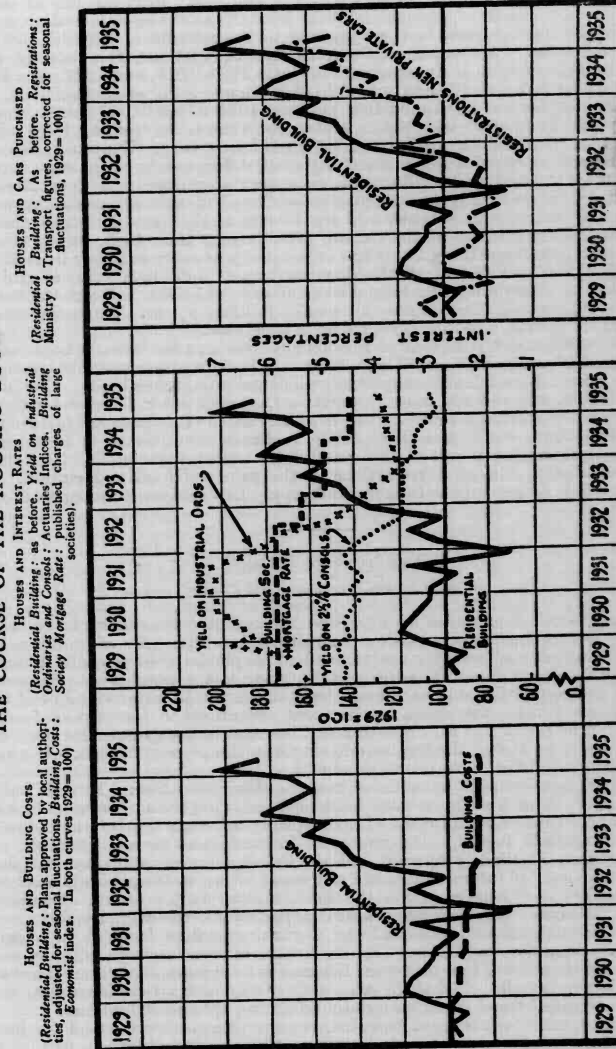 THE COURSE OF THE HOUSING
HOUSES AND BUILDING COSTS
(Residential Building: Plans approved by local authori-
ties, adjusted for seasonal fluctuations. Building Costs:
Economist index. In both curves 1929=100)
1929 1930 1931 1932 1933 1934 1935
RESIDENTIAL BUILDING
BUILDING COSTS
1929 1930 1931 1932 1933 1934 1935
HOUSES AND INTEREST RATES
(Residential Building: as before. Yield on Industrial
Ordinaries and Consols: Actuaries' Indices. Building
Society Mortgage Rate: published charges of large
societies).
1929 1930 1931 1932 1933 1934 1935
220
200
180
160
140
120
100
80
60
0
1929=100
YIELD ON INDUSTRIAL ORDS.
BUILDING SOC.
MORTGAGE RATE
YIELD ON 2½% CONSOLS
RESIDENTIAL
BUILDING
7
6
5
4
3
2
1
INTEREST PERCENTAGES
1929 1930 1931 1932 1933 1934 1935
HOUSES AND CARS PURCHASED
(Residential Building: As before. Registrations:
Ministry of Transport figures, corrected for seasonal
fluctuations, 1929=100)
1929 1930 1931 1932 1933 1934 1935
RESIDENTIAL BUILDING
REGISTRATIONS NEW PRIVATE CARS
1929 1930 1931 1932 1933 1934 1935